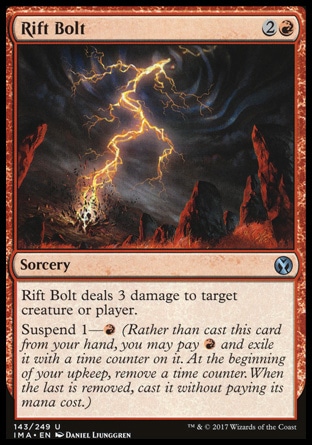 Rift Bolt 2
Sorcery
Rift Bolt deals 3 damage to target
creature or player.
Suspend 1— (Rather than cast this card
from your hand, you may pay and exile
it with a time counter on it. At the beginning
of your upkeep, remove a time counter. When
the last is removed, cast it without paying its
mana cost.)
143/249 U
IMA • EN Daniel Ljunggren
™ & © 2017 Wizards of the Coast